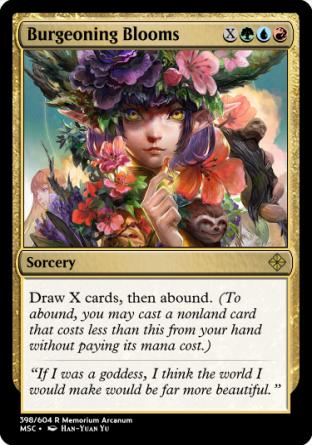 Burgeoning Blooms X
Sorcery
Draw X cards, then abound. (To
abound, you may cast a nonland card
that costs less than this from your hand
without paying its mana cost.)
“If I was a goddess, I think the world I
would make would be far more beautiful.”
398/604 R Memorium Arcanum
MSC • Han-Yuan Yu